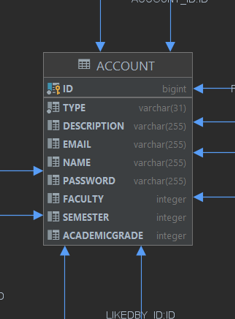 ACCOUNT_ID:ID
ACCOUNT
ID bigint
TYPE varchar(31)
DESCRIPTION varchar(255)
EMAIL varchar(255)
NAME varchar(255)
PASSWORD varchar(255)
FACULTY integer
SEMESTER integer
ACADEMICGRADE integer
LIKEDBY_ID:ID